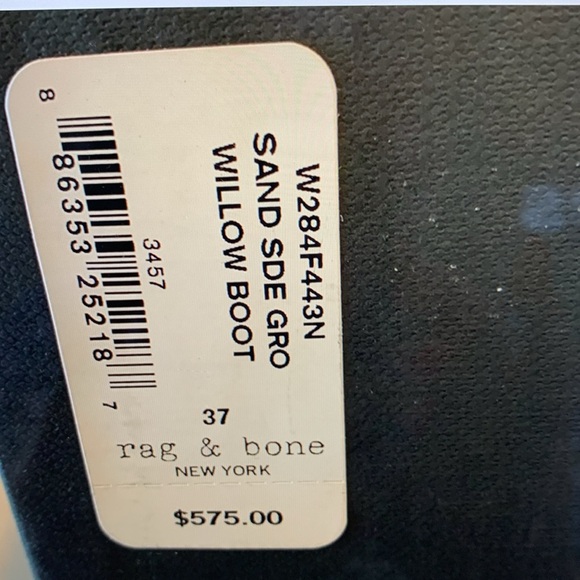 W284F443N
SAND SDE GRO
WILLOW BOOT
3457
8 86353 25218 7
37
rag & bone
NEW YORK
$575.00